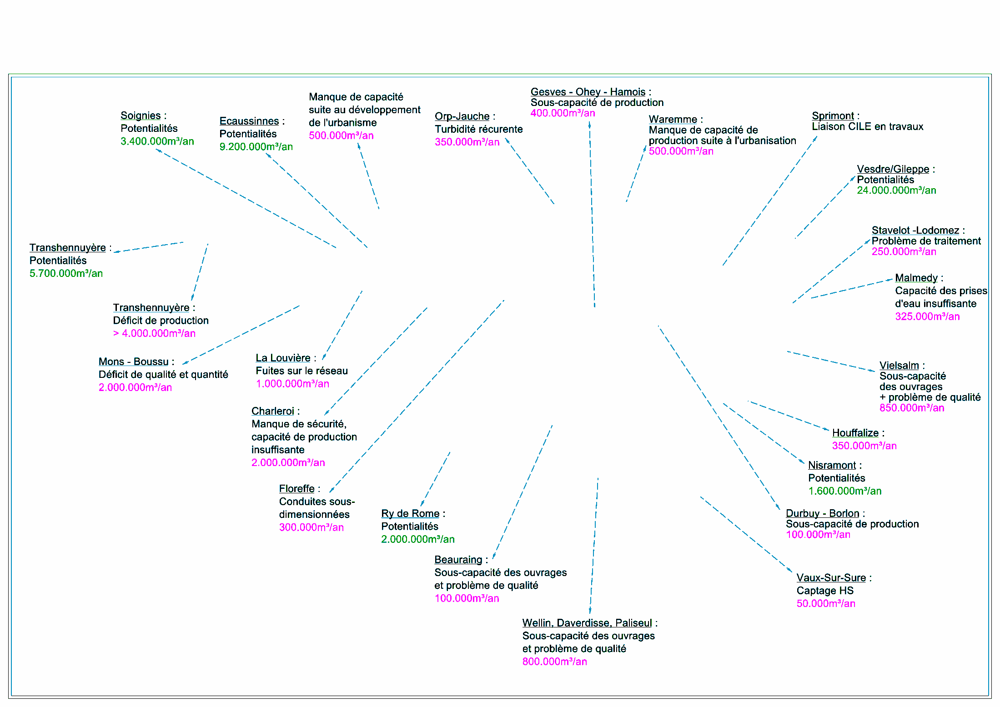 Soignies :
Potentialités
3.400.000m³/an
Ecaussinnes :
Potentialités
9.200.000m³/an
Manque de capacité
suite au développement
de l'urbanisme
500.000m³/an
Orp-Jauche :
Turbidité récurente
350.000m³/an
Gesves - Ohey - Hamois :
Sous-capacité de production
400.000m³/an
Waremme :
Manque de capacité de
production suite à l'urbanisation
500.000m³/an
Sprimont :
Liaison CILE en travaux
Vesdre/Gileppe :
Potentialités
24.000.000m³/an
Stavelot -Lodomez :
Problème de traitement
250.000m³/an
Malmedy :
Capacité des prises
d'eau insuffisante
325.000m³/an
Transhennuyère :
Potentialités
5.700.000m³/an
Transhennuyère :
Déficit de production
> 4.000.000m³/an
Mons - Boussu :
Déficit de qualité et quantité
2.000.000m³/an
La Louvière :
Fuites sur le réseau
1.000.000m³/an
Charleroi :
Manque de sécurité,
capacité de production
insuffisante
2.000.000m³/an
Floreffe :
Conduites sous-
dimensionnées
300.000m³/an
Ry de Rome :
Potentialités
2.000.000m³/an
Beauraing :
Sous-capacité des ouvrages
et problème de qualité
100.000m³/an
Wellin, Daverdisse, Paliseul :
Sous-capacité des ouvrages
et problème de qualité
800.000m³/an
Vielsalm :
Sous-capacité
des ouvrages
+ problème de qualité
850.000m³/an
Houffalize :
350.000m³/an
Nisramont :
Potentialités
1.600.000m³/an
Durbuy - Borlon :
Sous-capacité de production
100.000m³/an
Vaux-Sur-Sure :
Captage HS
50.000m³/an